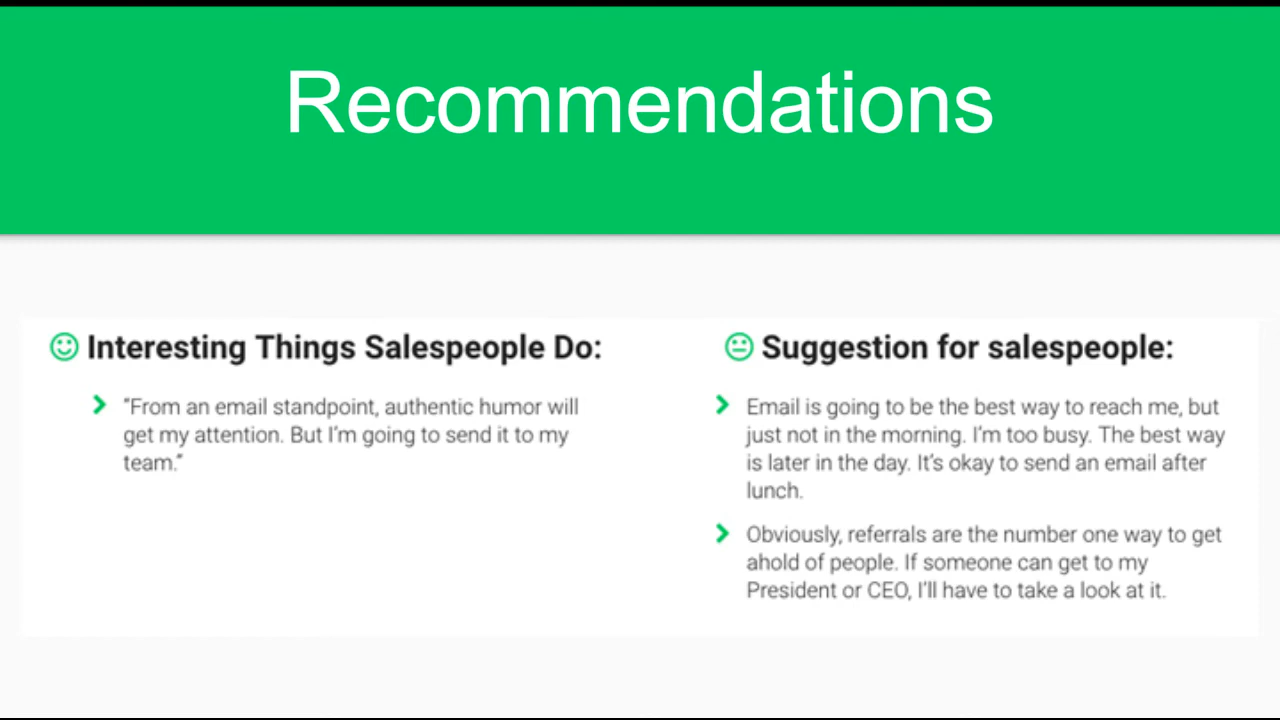 Recommendations
Interesting Things Salespeople Do:
"From an email standpoint, authentic humor will
get my attention. But I'm going to send it to my
team."
Suggestion for salespeople:
Email is going to be the best way to reach me, but
just not in the morning. I'm too busy. The best way
is later in the day. It's okay to send an email after
lunch.
Obviously, referrals are the number one way to get
ahold of people. If someone can get to my
President or CEO, I'll have to take a look at it.